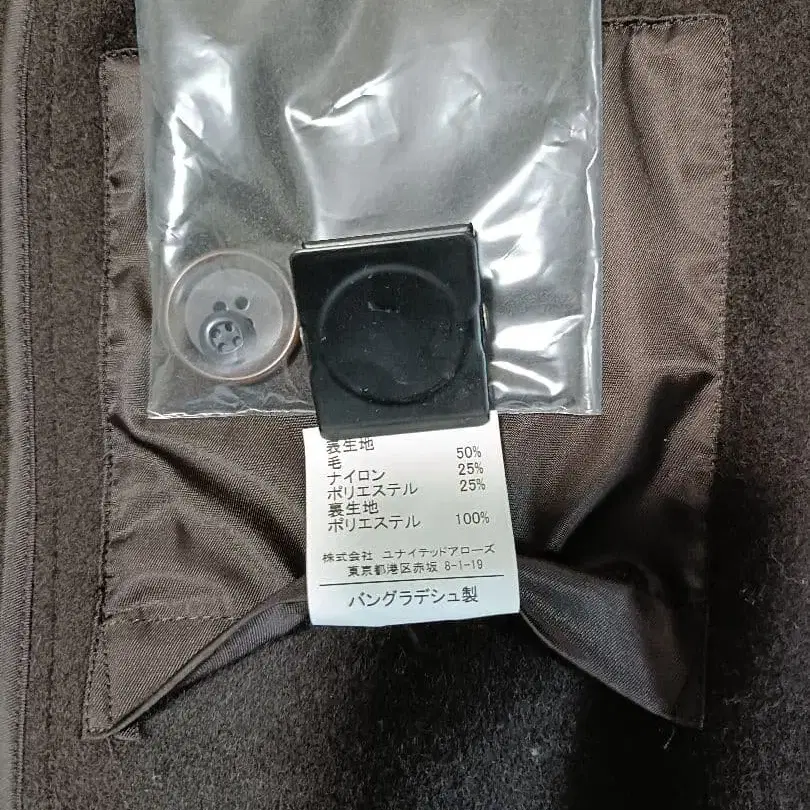 表生地
毛 50%
ナイロン 25%
ポリエステル 25%
裏生地
ポリエステル 100%
株式会社 ユナイテッドアローズ
東京都港区赤坂 8-1-19
バングラデシュ製